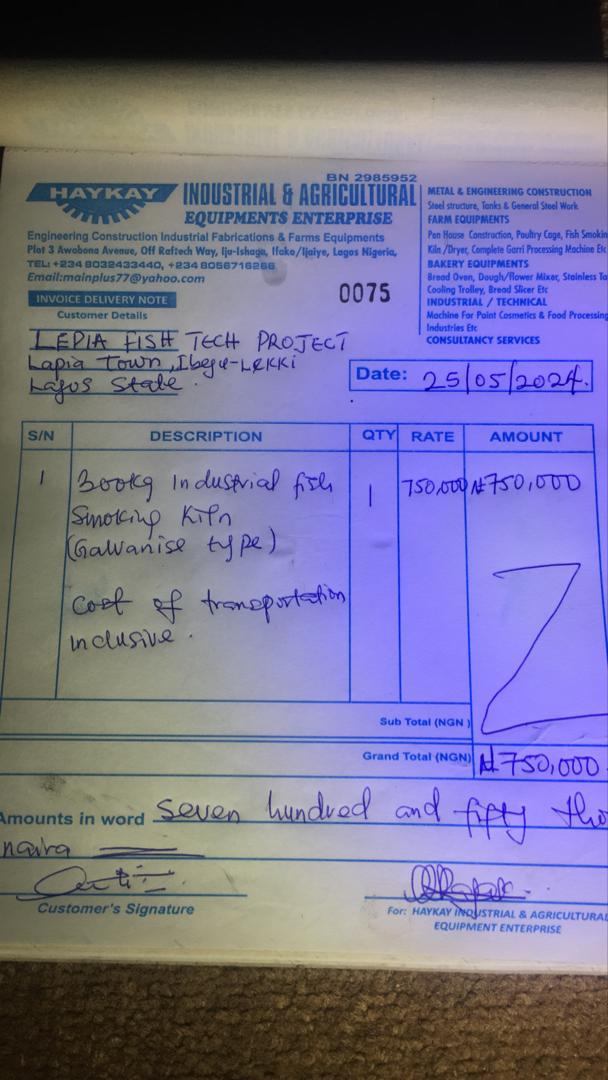 BN 2985952
HAYKAY INDUSTRIAL & AGRICULTURAL
EQUIPMENTS ENTERPRISE
Engineering Construction Industrial Fabrications & Farms Equipments
Plot 3 Awobona Avenue, Off Raftech Way, Iju-Ishaga, Ifako/Ijaiye, Lagos Nigeria,
TEL: +234 8032433440, +234 8056716266
Email:mainplus77@yahoo.com
METAL & ENGINEERING CONSTRUCTION
Steel structure, Tanks & General Steel Work
FARM EQUIPMENTS
Pen House Construction, Poultry Cage, Fish Smokin
Kiln /Dryer, Complete Garri Processing Machine Etc
BAKERY EQUIPMENTS
Bread Oven, Dough/flower Mixer, Stainless Ta
Cooling Trolley, Bread Slicer Etc
INDUSTRIAL / TECHNICAL
Machine For Paint Cosmetics & Food Processing
Industries Etc
CONSULTANCY SERVICES
0075
INVOICE DELIVERY NOTE
Customer Details
LEPIA FISH TECH PROJECT
Lapia Town, Ibeju-Lekki
Lagos State.
Date: 25/05/2024.
S/N DESCRIPTION QTY RATE AMOUNT
1 300kg Industrial fish 1 750,000 ₦750,000
Smoking Kiln
(Galvanise type)
Cost of transportation
inclusive.
Sub Total (NGN )
Grand Total (NGN) ₦750,000
Amounts in word Seven hundred and fifty tho
naira
Customer's Signature
For: HAYKAY INDUSTRIAL & AGRICULTURAL
EQUIPMENT ENTERPRISE